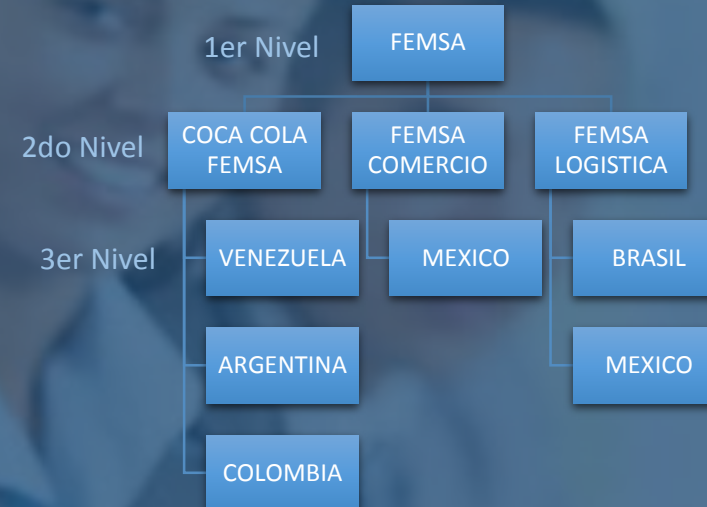 1er Nivel
FEMSA
2do Nivel
COCA COLA
FEMSA
FEMSA
COMERCIO
FEMSA
LOGISTICA
3er Nivel
VENEZUELA
MEXICO
BRASIL
ARGENTINA
MEXICO
COLOMBIA